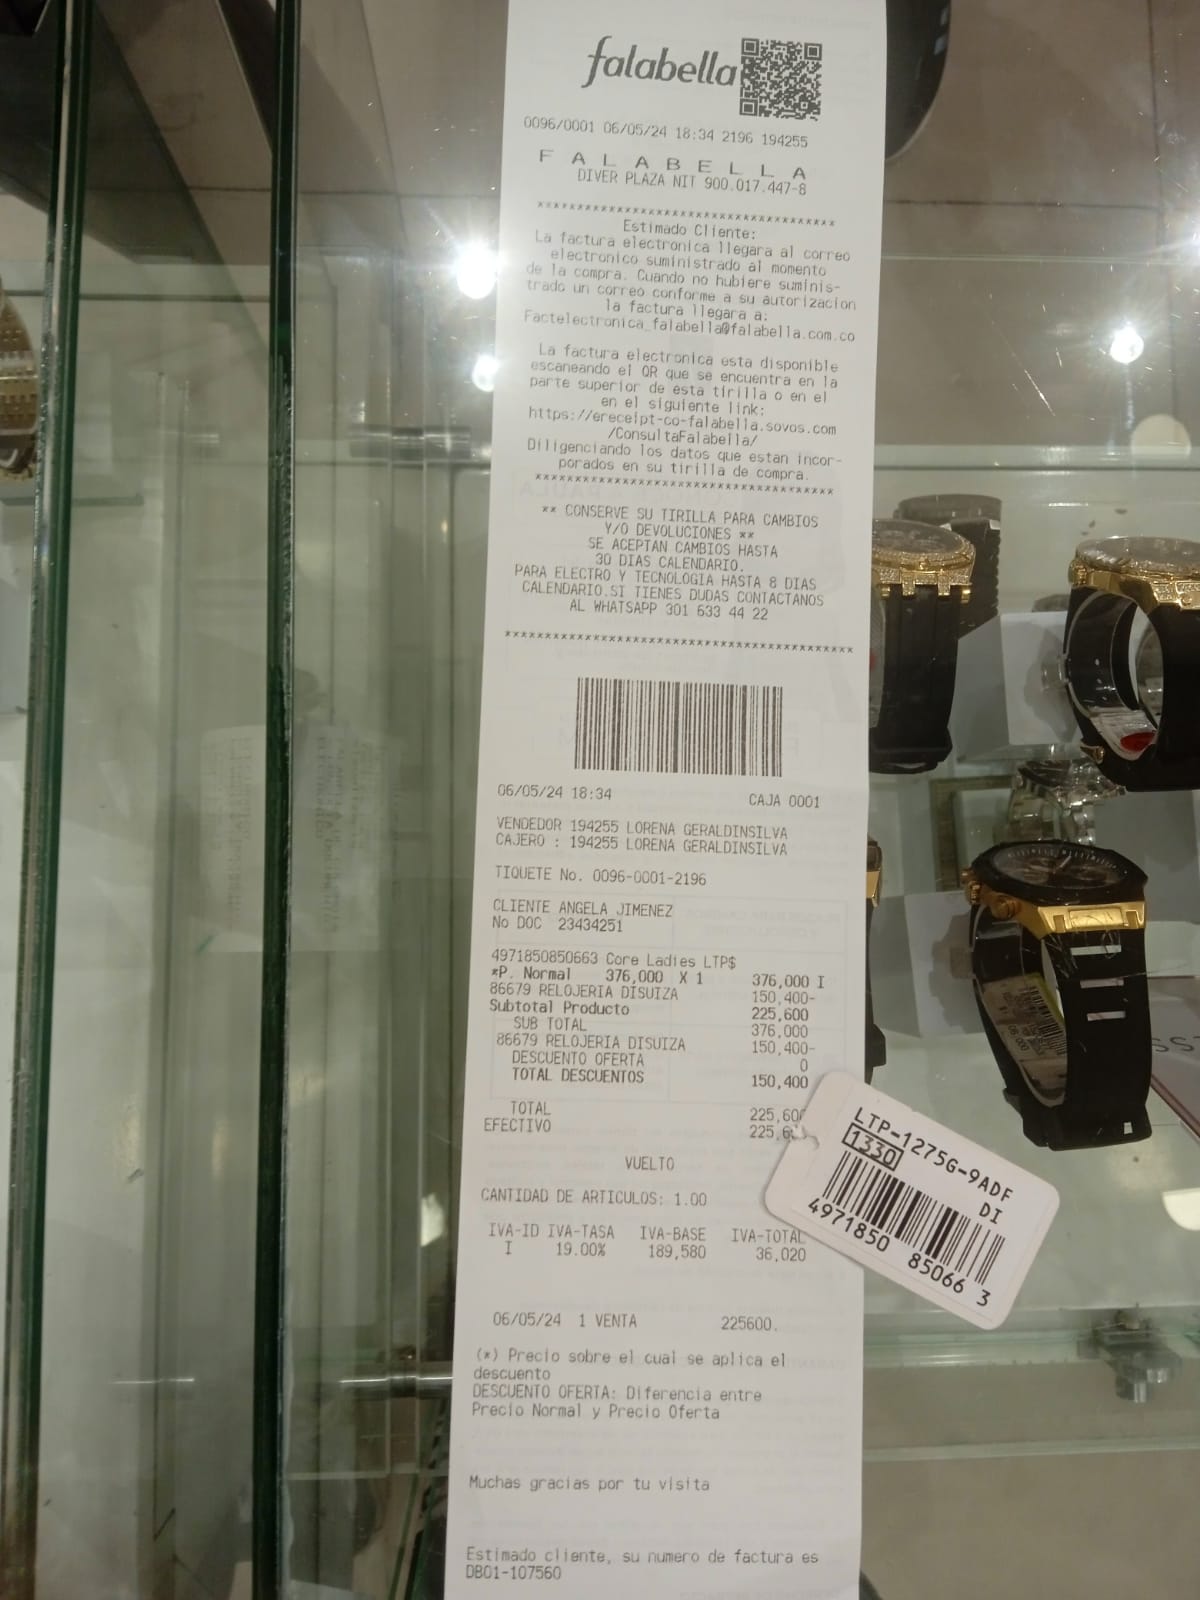 falabella
0096/0001 06/05/24 18:34 2196 194255
F A L A B E L L A
DIVER PLAZA NIT 900.017.447-8
*************************************
Estimado Cliente:
La factura electronica llegara al correo
electronico suministrado al momento
de la compra. Cuando no hubiere suminis-
trado un correo conforme a su autorizacion
la factura llegara a:
Factelectronica_falabella@falabella.com.co
La factura electronica esta disponible
escaneando el QR que se encuentra en la
parte superior de esta tirilla o en el
en el siguiente link:
https://ereceipt-co-falabella.sovos.com
/ConsultaFalabella/
Diligenciando los datos que estan incor-
porados en su tirilla de compra.
*************************************
** CONSERVE SU TIRILLA PARA CAMBIOS
Y/O DEVOLUCIONES **
SE ACEPTAN CAMBIOS HASTA
30 DIAS CALENDARIO.
PARA ELECTRO Y TECNOLOGIA HASTA 8 DIAS
CALENDARIO.SI TIENES DUDAS CONTACTANOS
AL WHATSAPP 301 633 44 22
*******************************************
06/05/24 18:34 CAJA 0001
VENDEDOR 194255 LORENA GERALDINSILVA
CAJERO : 194255 LORENA GERALDINSILVA
TIQUETE No. 0096-0001-2196
CLIENTE ANGELA JIMENEZ
No DOC 23434251
4971850850663 Core Ladies LTP$
*P. Normal 376,000 X 1 376,000 I
86679 RELOJERIA DISUIZA 150,400-
Subtotal Producto 225,600
SUB TOTAL 376,000
86679 RELOJERIA DISUIZA 150,400-
DESCUENTO OFERTA 0
TOTAL DESCUENTOS 150,400
TOTAL 225,600
EFECTIVO 225,6
VUELTO
CANTIDAD DE ARTICULOS: 1.00
IVA-ID IVA-TASA IVA-BASE IVA-TOTAL
I 19.00% 189,580 36,020
06/05/24 1 VENTA 225600.
(*) Precio sobre el cual se aplica el
descuento
DESCUENTO OFERTA: Diferencia entre
Precio Normal y Precio Oferta
Muchas gracias por tu visita
Estimado cliente, su numero de factura es
DB01-107560
LTP-1275G-9ADF
1330 DI
4971850 85066 3